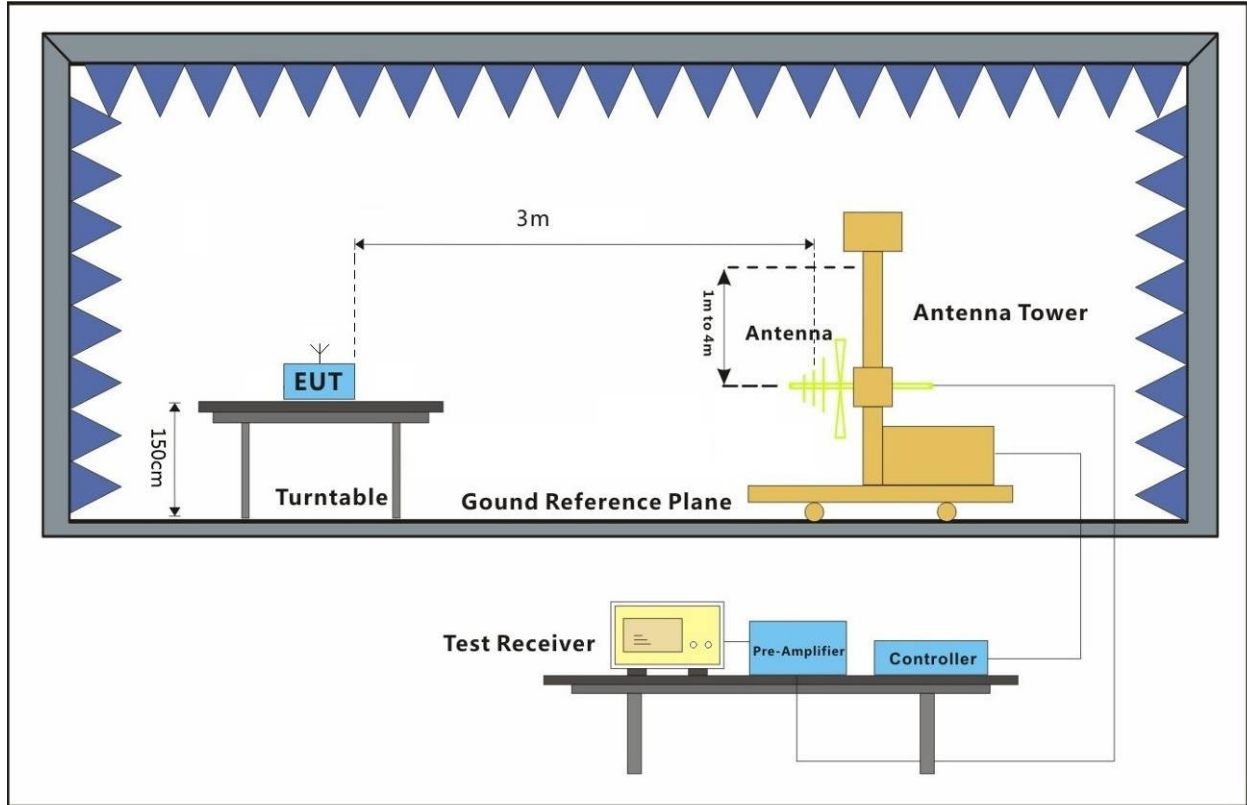 3m
1m to 4m
Antenna
Antenna Tower
EUT
150cm
Turntable
Gound Reference Plane
Test Receiver
Pre-Amplifier
Controller